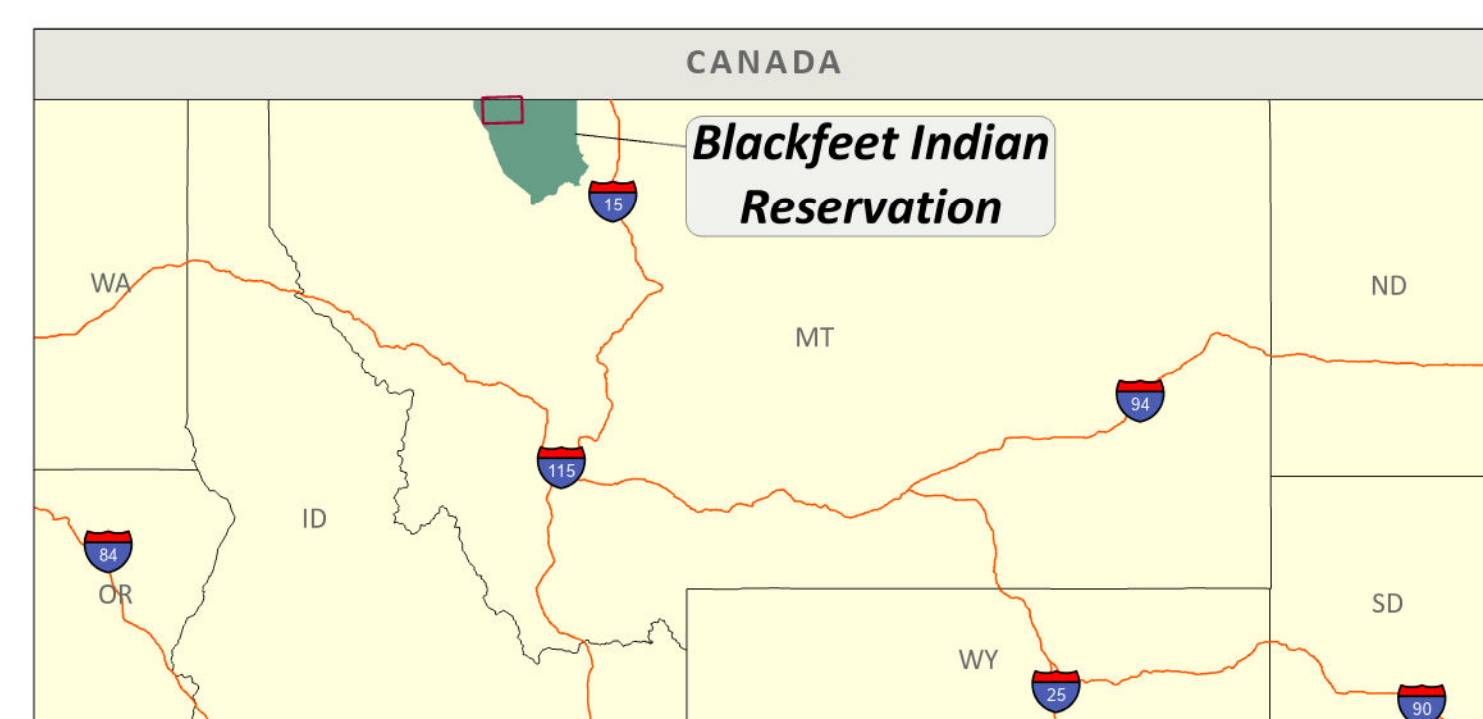 CANADA
Blackfeet Indian
Reservation
15
WA
ND
MT
94
115
ID
84
OR
SD
WY
25
90